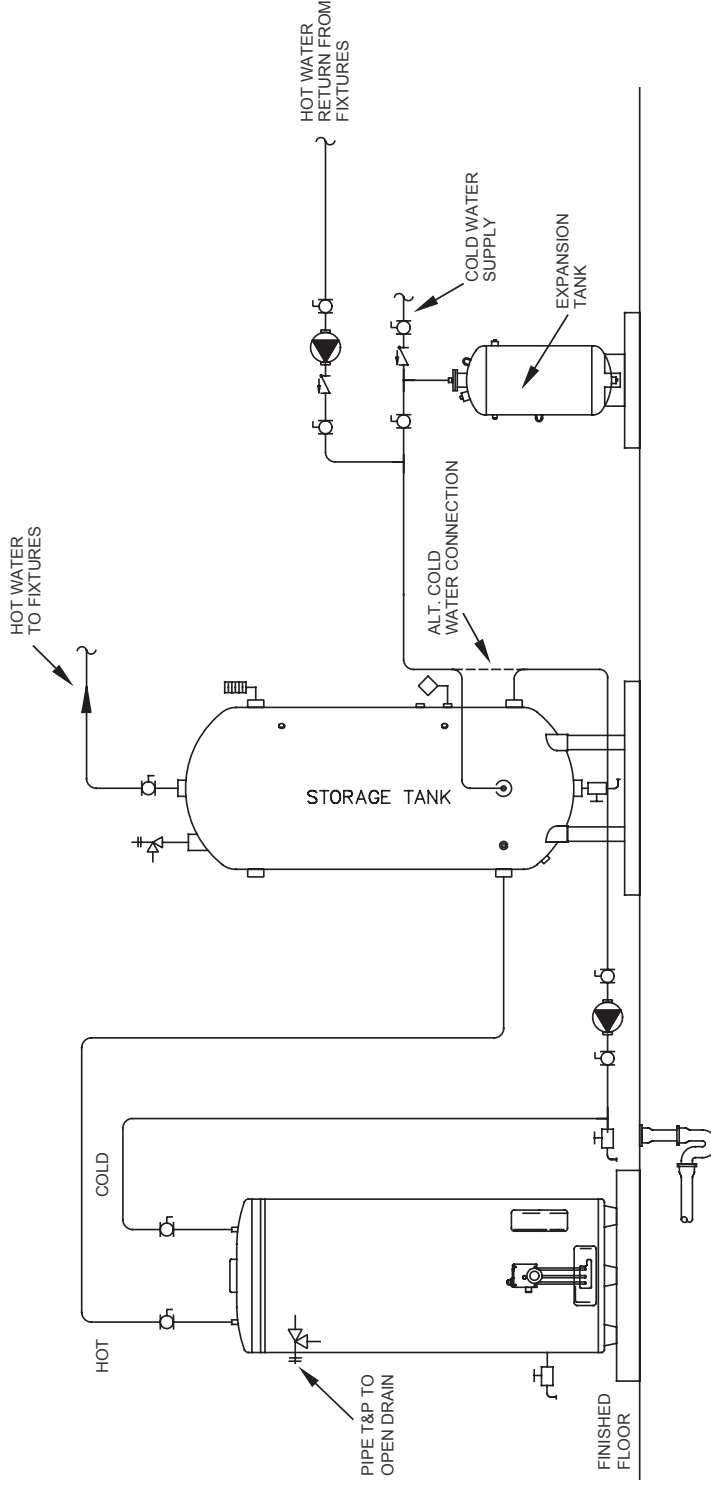 HOT
COLD
PIPE T&P TO
OPEN DRAIN
FINISHED
FLOOR
HOT WATER
TO FIXTURES
STORAGE TANK
ALT. COLD
WATER CONNECTION
HOT WATER
RETURN FROM
FIXTURES
COLD WATER
SUPPLY
EXPANSION
TANK